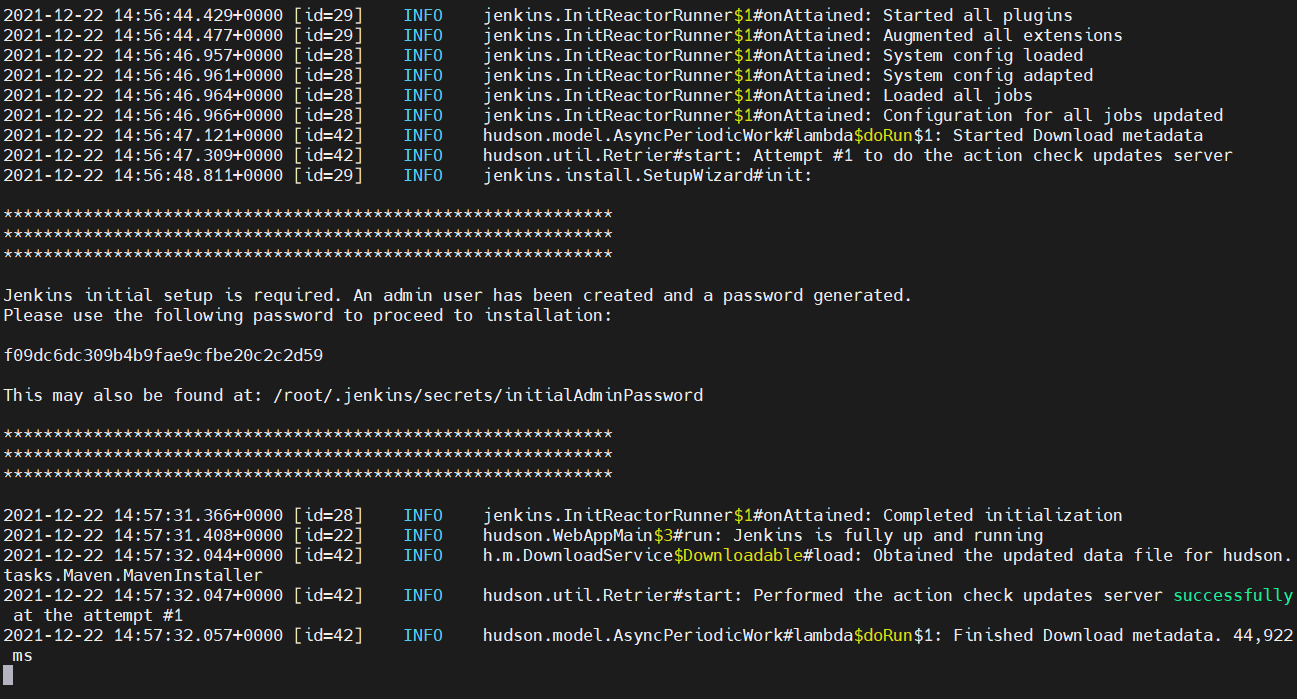 2021-12-22 14:56:44.429+0000 [id=29]    INFO    jenkins.InitReactorRunner$1#onAttained: Started all plugins
2021-12-22 14:56:44.477+0000 [id=29]    INFO    jenkins.InitReactorRunner$1#onAttained: Augmented all extensions
2021-12-22 14:56:46.957+0000 [id=28]    INFO    jenkins.InitReactorRunner$1#onAttained: System config loaded
2021-12-22 14:56:46.961+0000 [id=28]    INFO    jenkins.InitReactorRunner$1#onAttained: System config adapted
2021-12-22 14:56:46.964+0000 [id=28]    INFO    jenkins.InitReactorRunner$1#onAttained: Loaded all jobs
2021-12-22 14:56:46.966+0000 [id=28]    INFO    jenkins.InitReactorRunner$1#onAttained: Configuration for all jobs updated
2021-12-22 14:56:47.121+0000 [id=42]    INFO    hudson.model.AsyncPeriodicWork#lambda$doRun$1: Started Download metadata
2021-12-22 14:56:47.309+0000 [id=42]    INFO    hudson.util.Retrier#start: Attempt #1 to do the action check updates server
2021-12-22 14:56:48.811+0000 [id=29]    INFO    jenkins.install.SetupWizard#init:
*************************************************************
*************************************************************
*************************************************************
Jenkins initial setup is required. An admin user has been created and a password generated.
Please use the following password to proceed to installation:
f09dc6dc309b4b9fae9cfbe20c2c2d59
This may also be found at: /root/.jenkins/secrets/initialAdminPassword
*************************************************************
*************************************************************
*************************************************************
2021-12-22 14:57:31.366+0000 [id=28]    INFO    jenkins.InitReactorRunner$1#onAttained: Completed initialization
2021-12-22 14:57:31.408+0000 [id=22]    INFO    hudson.WebAppMain$3#run: Jenkins is fully up and running
2021-12-22 14:57:32.044+0000 [id=42]    INFO    h.m.DownloadService$Downloadable#load: Obtained the updated data file for hudson.
tasks.Maven.MavenInstaller
2021-12-22 14:57:32.047+0000 [id=42]    INFO    hudson.util.Retrier#start: Performed the action check updates server successfully
 at the attempt #1
2021-12-22 14:57:32.057+0000 [id=42]    INFO    hudson.model.AsyncPeriodicWork#lambda$doRun$1: Finished Download metadata. 44,922
 ms